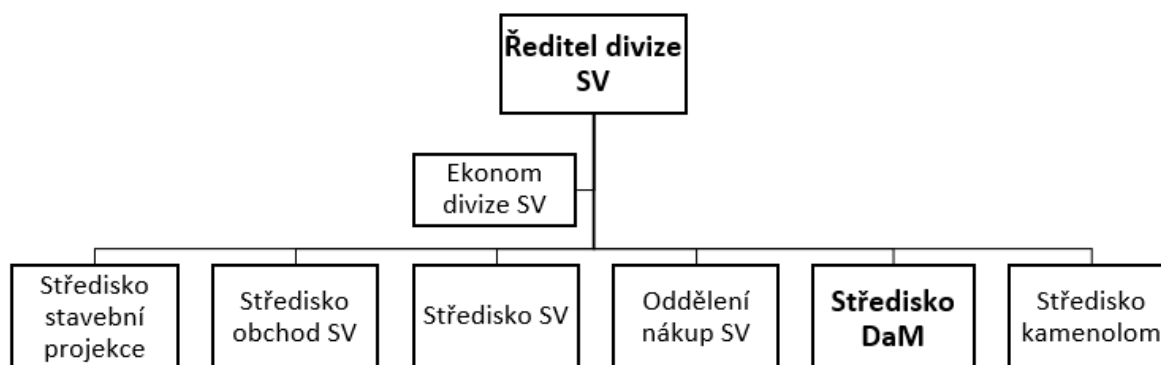 Ředitel divize
SV
Ekonom
divize SV
Středisko
stavební
projekce
Středisko
obchod SV
Středisko SV
Oddělení
nákup SV
Středisko
DaM
Středisko
kamenolom